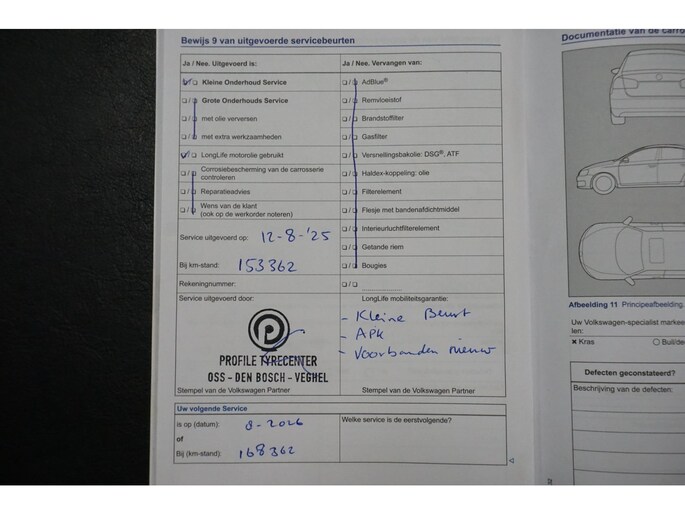 Bewijs 9 van uitgevoerde servicebeurten
Documentatie van de carro
Ja / Nee. Uitgevoerd is:
Ja / Nee. Vervangen van:
Kleine Onderhoud Service
AdBlue®
Grote Onderhouds Service
Remvloeistof
met olie verversen
Brandstoffilter
met extra werkzaamheden
Gasfilter
LongLife motorolie gebruikt
Versnellingsbakolie: DSG®, ATF
Corrosiebescherming van de carrosserie
controleren
Haldex-koppeling: olie
Reparatieadvies
Filterelement
Wens van de klant
(ook op de werkorder noteren)
Flesje met bandenafdichtmiddel
Interieurluchtfilterelement
Service uitgevoerd op: 12-8-'25
Getande riem
Bij km-stand: 153362
Bougies
Rekeningnummer:
Service uitgevoerd door:
LongLife mobiliteitsgarantie:
P
PROFILE TYRECENTER
OSS - DEN BOSCH - VEGHEL
- Kleine Beurt
- APK
- Voorbanden nieuw
Stempel van de Volkswagen Partner
Stempel van de Volkswagen Partner
Uw volgende Service
is op (datum): 8-2026
of
Bij (km-stand): 168362
Welke service is de eerstvolgende?
Afbeelding 11 Principeafbeelding.
Uw Volkswagen-specialist markee
len:
Kras
Buil/de
Defecten geconstateerd?
Beschrijving van de defecten: